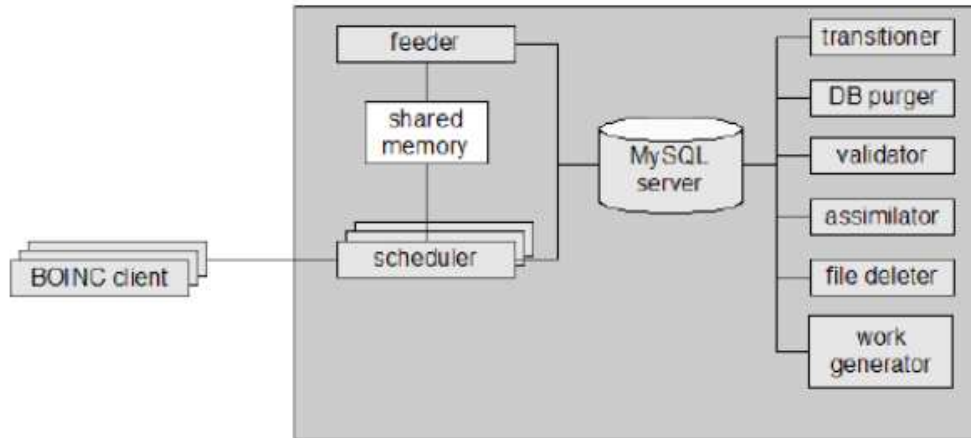 feeder
shared
memory
scheduler
BOINC client
MySQL
server
transitioner
DB purger
validator
assimilator
file deleter
work
generator